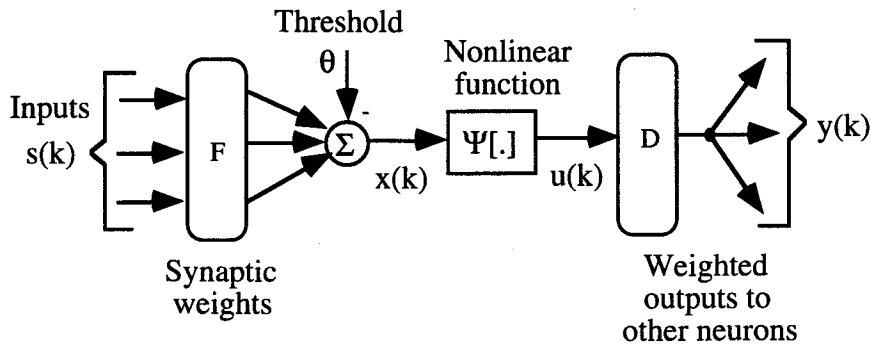 Threshold
θ
-
Inputs
s(k)
F
Σ
x(k)
Nonlinear
function
Ψ[.]
u(k)
D
y(k)
Synaptic
weights
Weighted
outputs to
other neurons